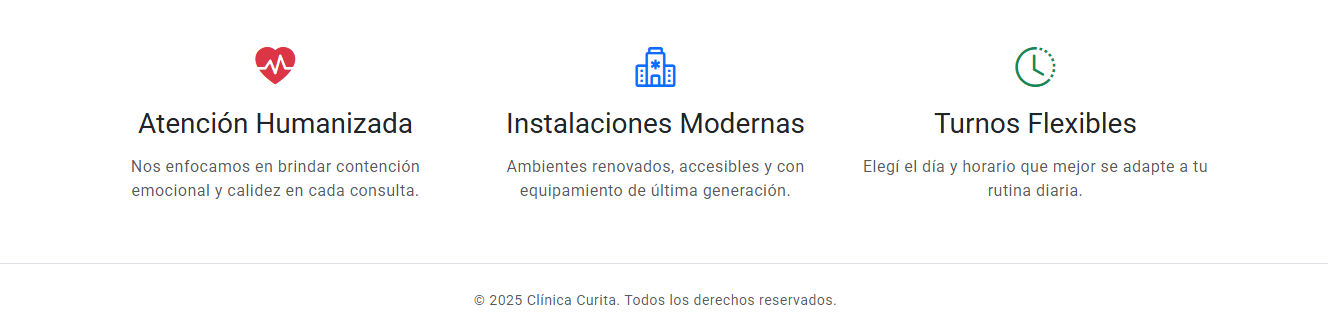 Atención Humanizada
Nos enfocamos en brindar contención
emocional y calidez en cada consulta.
Instalaciones Modernas
Ambientes renovados, accesibles y con
equipamiento de última generación.
Turnos Flexibles
Elegí el día y horario que mejor se adapte a tu
rutina diaria.
© 2025 Clínica Curita. Todos los derechos reservados.